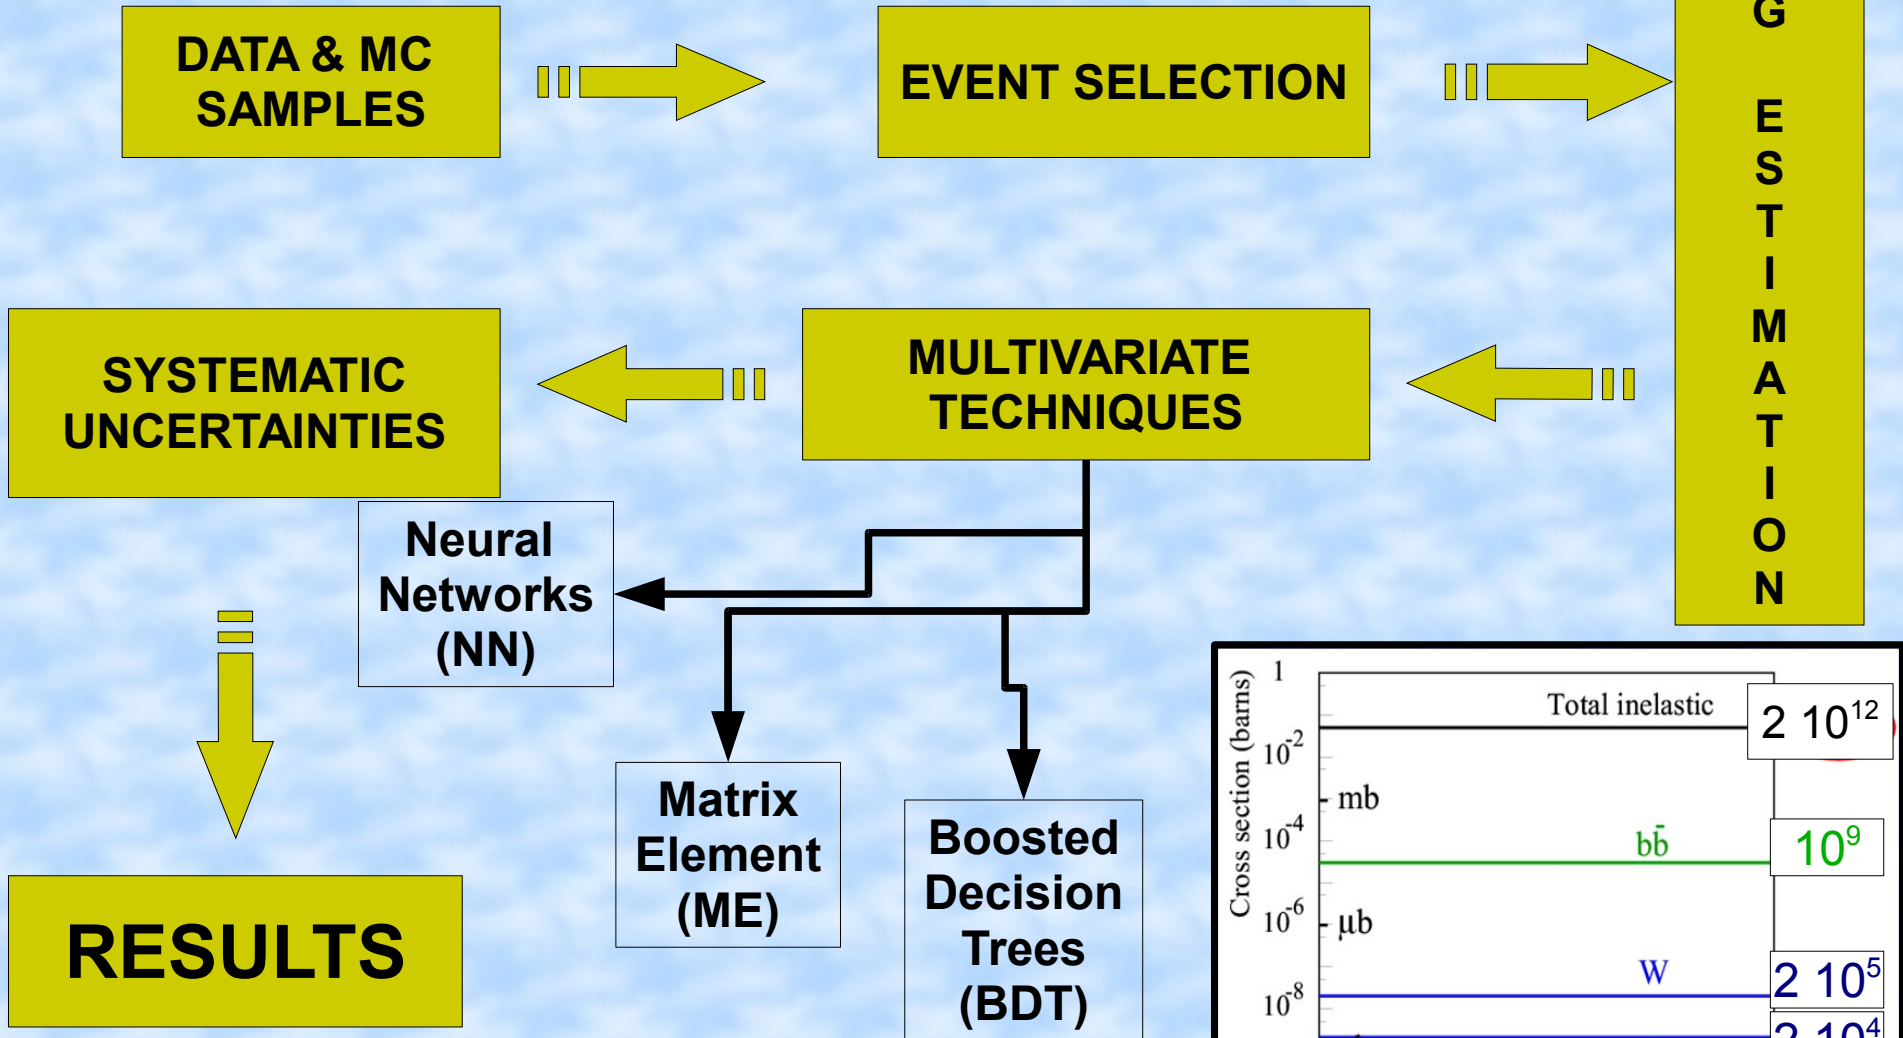 DATA & MC
SAMPLES
EVENT SELECTION
G
E
S
T
I
M
A
T
I
O
N
MULTIVARIATE
TECHNIQUES
SYSTEMATIC
UNCERTAINTIES
Neural
Networks
(NN)
Matrix
Element
(ME)
Boosted
Decision
Trees
(BDT)
RESULTS
Cross section (barns)
1
Total inelastic
2 10¹²
10⁻²
mb
10⁻⁴
bb̄
10⁹
10⁻⁶
μb
W
2 10⁵
10⁻⁸
2 10⁴